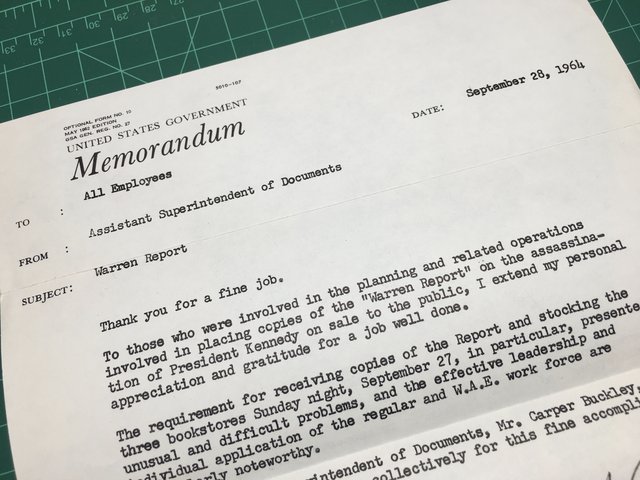 OPTIONAL FORM NO. 10
MAY 1962 EDITION
GSA GEN. REG. NO. 27
5010-107
UNITED STATES GOVERNMENT
Memorandum
TO : All Employees
DATE: September 28, 1964
FROM : Assistant Superintendent of Documents
SUBJECT: Warren Report
Thank you for a fine job.
To those who were involved in the planning and related operations
involved in placing copies of the "Warren Report" on the assassina-
tion of President Kennedy on sale to the public, I extend my personal
appreciation and gratitude for a job well done.
The requirement for receiving copies of the Report and stocking the
three bookstores Sunday night, September 27, in particular, presente
unusual and difficult problems, and the effective leadership and
individual application of the regular and W.A.E. work force are
rly noteworthy.
intendent of Documents, Mr. Carper Buckley,
collectively for this fine accompli